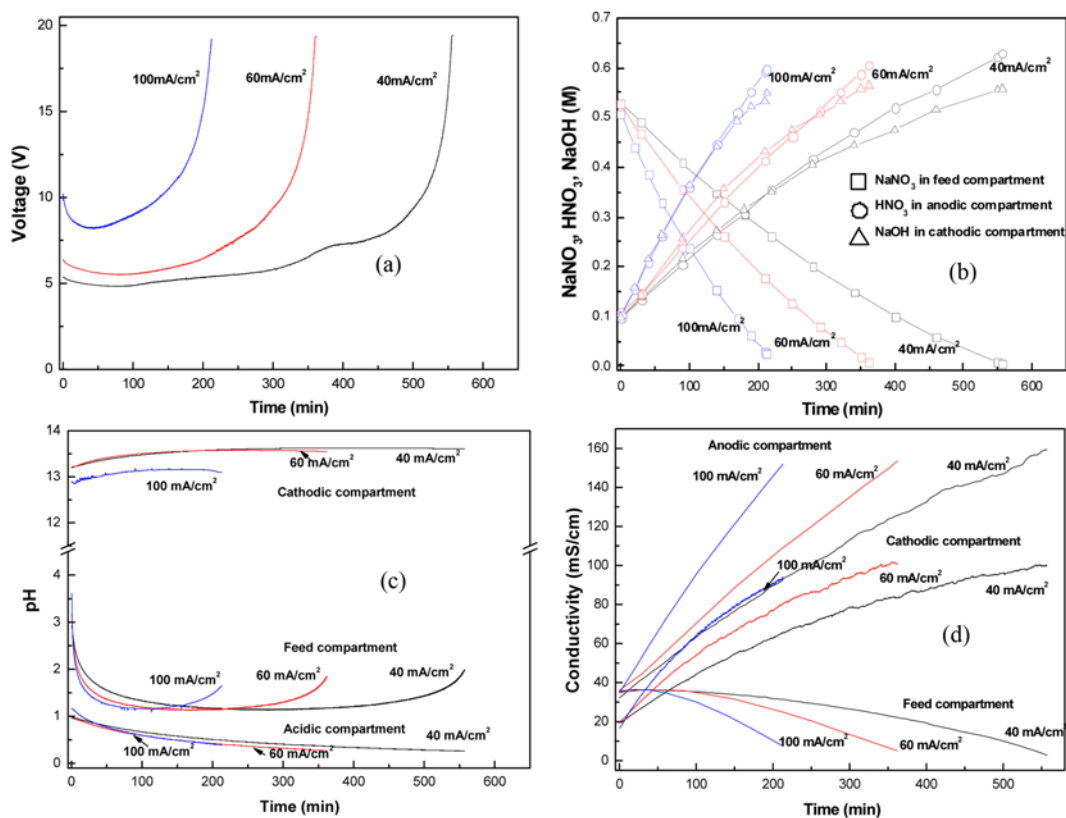 20
15
10
5
0
Voltage (V)
100mA/cm²
60mA/cm²
40mA/cm²
(a)
0 100 200 300 400 500 600
Time (min)
0.7
0.6
0.5
0.4
0.3
0.2
0.1
0.0
NaNO₃, HNO₃, NaOH (M)
100mA/cm²
60mA/cm²
40mA/cm²
NaNO₃ in feed compartment
HNO₃ in anodic compartment
NaOH in cathodic compartment
(b)
100mA/cm²
60mA/cm²
40mA/cm²
0 100 200 300 400 500 600
Time (min)
14
13
12
4
3
2
1
0
pH
60 mA/cm²
40 mA/cm²
100 mA/cm²
Cathodic compartment
(c)
Feed compartment
100 mA/cm²
60 mA/cm²
40 mA/cm²
Acidic compartment
100 mA/cm²
60 mA/cm²
40 mA/cm²
0 100 200 300 400 500 600
Time (min)
160
140
120
100
80
60
40
20
0
Conductivity (mS/cm)
Anodic compartment
100 mA/cm²
60 mA/cm²
40 mA/cm²
Cathodic compartment
100 mA/cm²
60 mA/cm²
40 mA/cm²
(d)
Feed compartment
100 mA/cm²
60 mA/cm²
40 mA/cm²
0 100 200 300 400 500
Time (min)